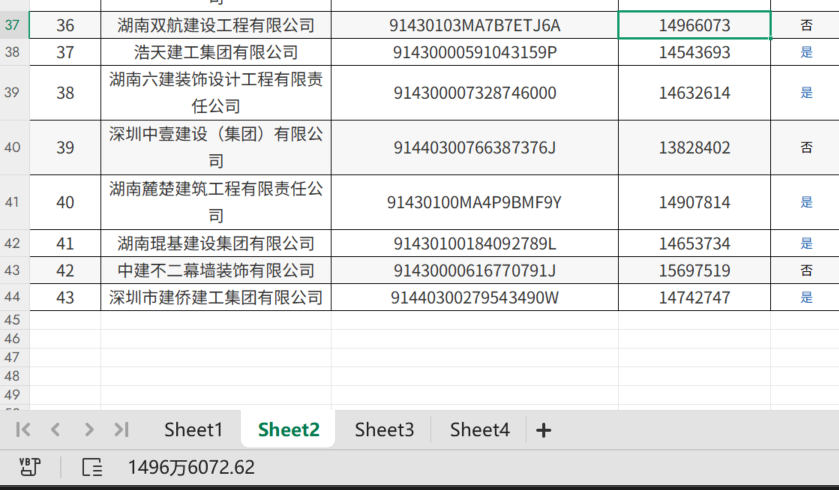 司
37 36 湖南双航建设工程有限公司 91430103MA7B7ETJ6A 14966073 否
38 37 浩天建工集团有限公司 91430000591043159P 14543693 是
湖南六建装饰设计工程有限责
39 38 914300007328746000 14632614 是
任公司
深圳中壹建设（集团）有限公
40 39 91440300766387376J 13828402 否
司
湖南麓楚建筑工程有限责任公
41 40 91430100MA4P9BMF9Y 14907814 是
司
42 41 湖南琨基建设集团有限公司 91430100184092789L 14653734 是
43 42 中建不二幕墙装饰有限公司 91430000616770791J 15697519 否
44 43 深圳市建侨建工集团有限公司 91440300279543490W 14742747 是
45
46
47
48
49
Sheet1 Sheet2 Sheet3 Sheet4 +
1496万6072.62